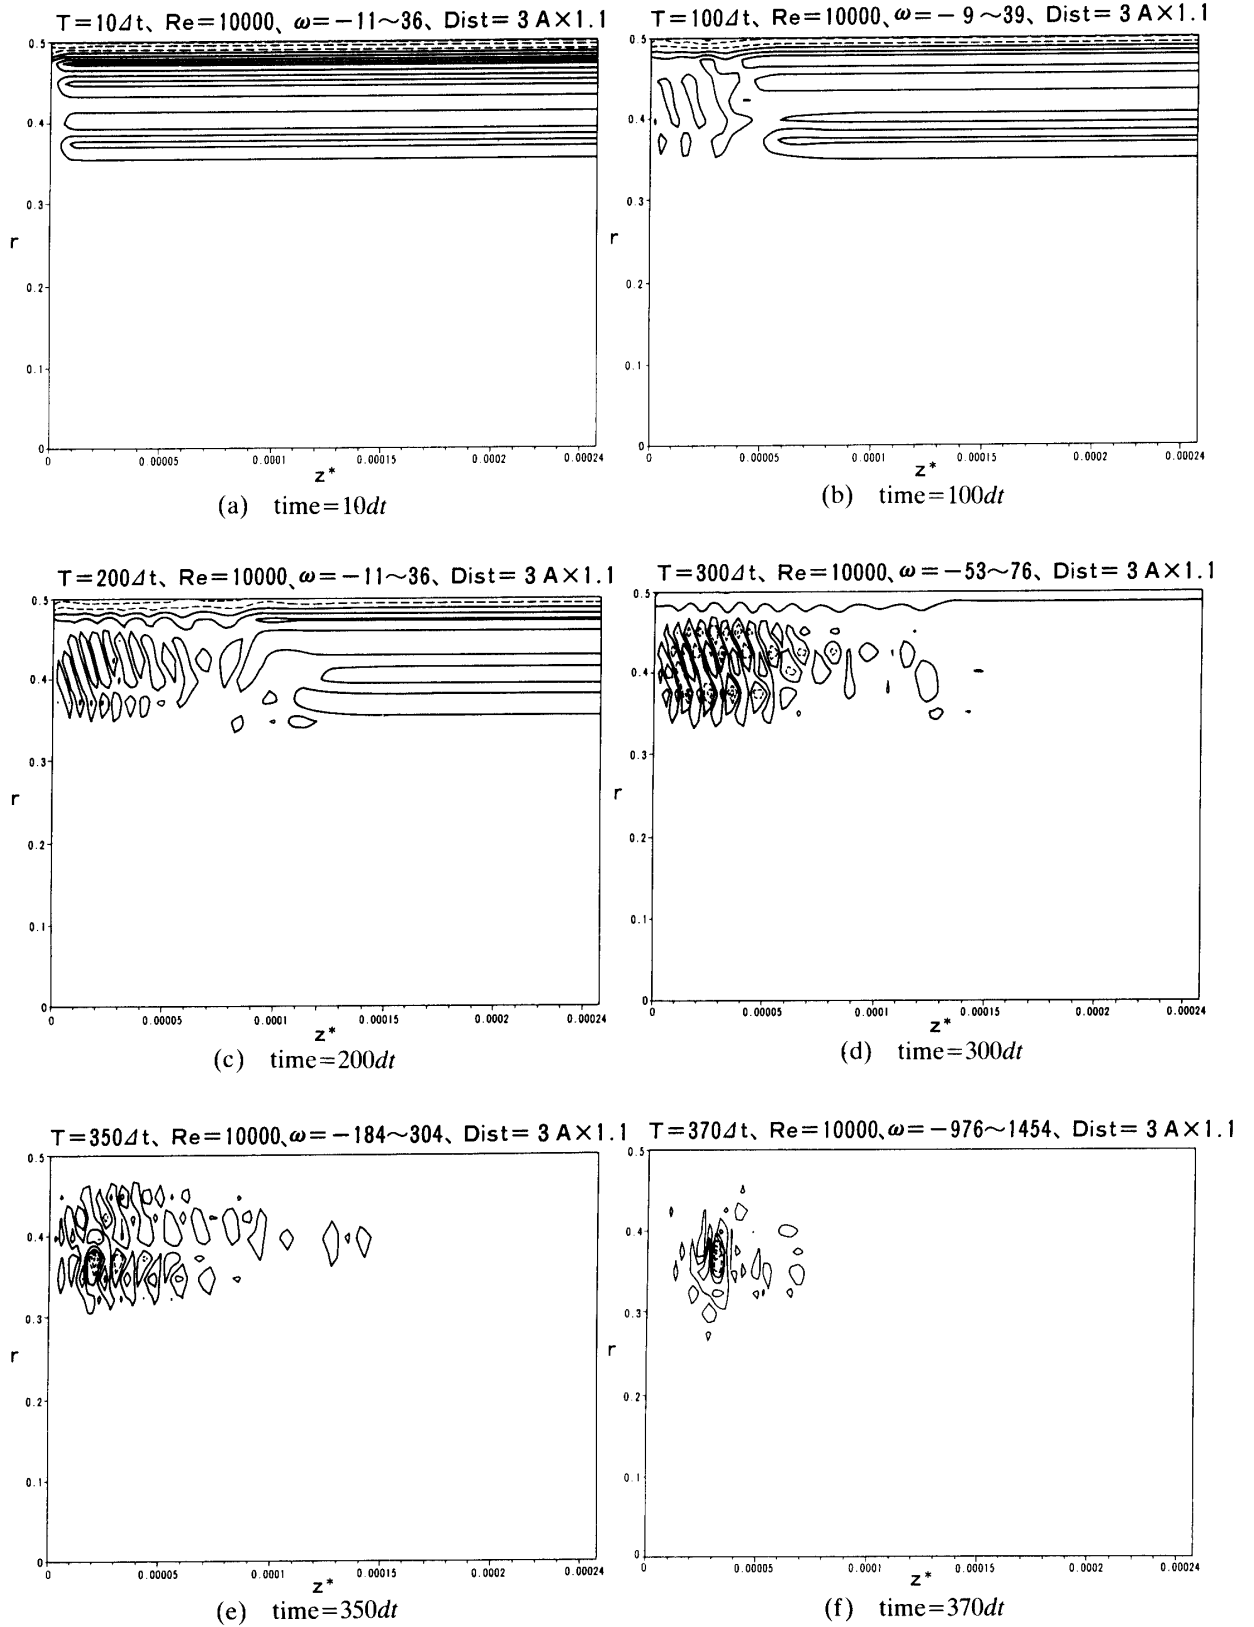 T=10Δt、Re=10000、ω=−11~36、Dist=3A×1.1
0.5
0.4
0.3
r
0.2
0.1
0
0 0.00005 0.0001 0.00015 0.0002 0.00024
z*
(a) time=10dt
T=100Δt、Re=10000、ω=−9~39、Dist=3A×1.1
0.5
0.4
0.3
r
0.2
0.1
0
0 0.00005 0.0001 0.00015 0.0002 0.00024
z*
(b) time=100dt
T=200Δt、Re=10000、ω=−11~36、Dist=3A×1.1
0.5
0.4
0.3
r
0.2
0.1
0
0 0.00005 0.0001 0.00015 0.0002 0.00024
z*
(c) time=200dt
T=300Δt、Re=10000、ω=−53~76、Dist=3A×1.1
0.5
0.4
0.3
r
0.2
0.1
0
0 0.00005 0.0001 0.00015 0.0002 0.00024
z*
(d) time=300dt
T=350Δt、Re=10000、ω=−184~304、Dist=3A×1.1
0.5
0.4
0.3
r
0.2
0.1
0
0 0.00005 0.0001 0.00015 0.0002 0.00024
z*
(e) time=350dt
T=370Δt、Re=10000、ω=−976~1454、Dist=3A×1.1
0.5
0.4
0.3
r
0.2
0.1
0
0 0.00005 0.0001 0.00015 0.0002 0.00024
z*
(f) time=370dt